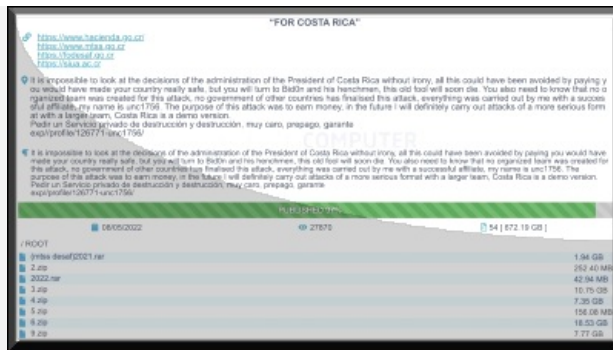 "FOR COSTA RICA"
https://www.hacienda.go.cr
https://www.mtss.go.cr
https://fodesaf.go.cr
https://siua.ac.cr
It is impossible to look at the decisions of the administration of the President of Costa Rica without irony, all this could have been avoided by paying y
ou would have made your country really safe, but you will turn to Bid0n and his henchmen, this old fool will soon die. You also need to know that no o
rganized team was created for this attack, no government of other countries has finalised this attack, everything was carried out by me with a succes
sful affiliate, my name is unc1756. The purpose of this attack was to earn money, in the future I will definitely carry out attacks of a more serious form
at with a larger team, Costa Rica is a demo version.
Pedir un Servicio privado de destrucción y destrucción. muy caro, prepago, garante
exp//profile/126771-unc1756/
COMPUTER
It is impossible to look at the decisions of the administration of the President of Costa Rica without irony, all this could have been avoided by paying you would have
made your country really safe, but you will turn to Bid0n and his henchmen, this old fool will soon die. You also need to know that no organized team was created for
this attack, no government of other countries has finalised this attack, everything was carried out by me with a successful affiliate, my name is unc1756. The
purpose of this attack was to earn money, in the future I will definitely carry out attacks of a more serious format with a larger team, Costa Rica is a demo version.
Pedir un Servicio privado de destrucción y destrucción. muy caro, prepago, garante
exp//profile/126771-unc1756/
PUBLISHED
08/05/2022
27870
54 [ 672.19 GB ]
/ ROOT
(mtss desaf)2021.rar 1.94 GB
2.zip 252.40 MB
2022.rar 42.94 MB
3.zip 10.75 GB
4.zip 7.35 GB
5.zip 156.06 MB
6.zip 18.53 GB
9.zip 7.77 GB